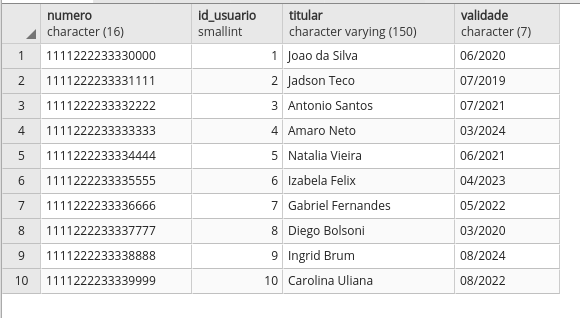 numero id_usuario titular validade
character (16) smallint character varying (150) character (7)
1 1111222233330000 1 Joao da Silva 06/2020
2 1111222233331111 2 Jadson Teco 07/2019
3 1111222233332222 3 Antonio Santos 07/2021
4 1111222233333333 4 Amaro Neto 03/2024
5 1111222233334444 5 Natalia Vieira 06/2021
6 1111222233335555 6 Izabela Felix 04/2023
7 1111222233336666 7 Gabriel Fernandes 05/2022
8 1111222233337777 8 Diego Bolsoni 03/2020
9 1111222233338888 9 Ingrid Brum 08/2024
10 1111222233339999 10 Carolina Uliana 08/2022